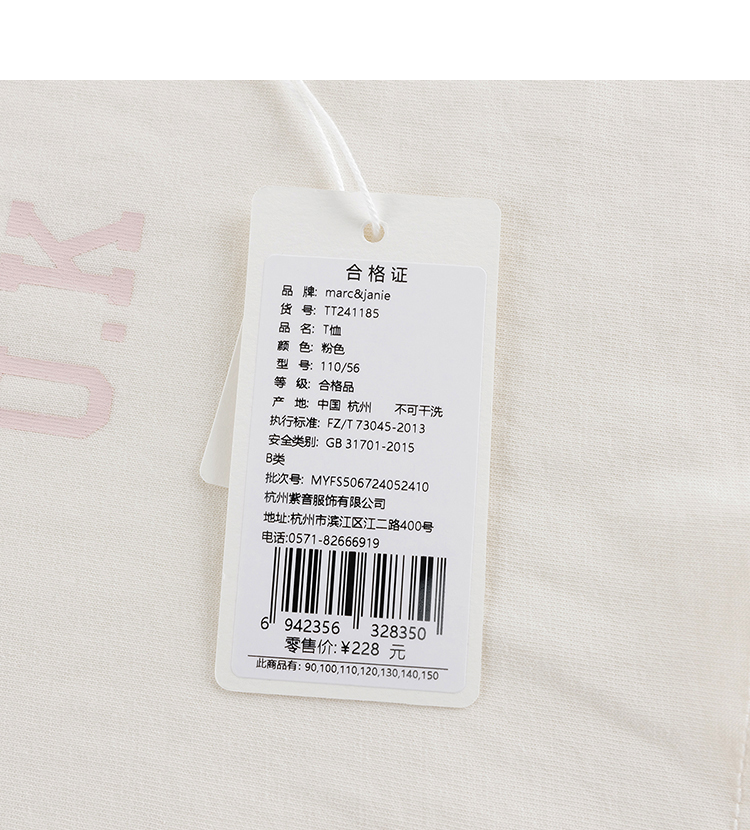 U.K
合格证
品 牌: marc&janie
货 号: TT241185
品 名: T恤
颜 色: 粉色
型 号: 110/56
等 级: 合格品
产 地: 中国 杭州 不可干洗
执行标准: FZ/T 73045-2013
安全类别: GB 31701-2015
B类
批次号: MYFS506724052410
杭州紫音服饰有限公司
地址:杭州市滨江区江二路400号
电话:0571-82666919
6 942356 328350
零售价:¥228 元
此商品有: 90,100,110,120,130,140,150